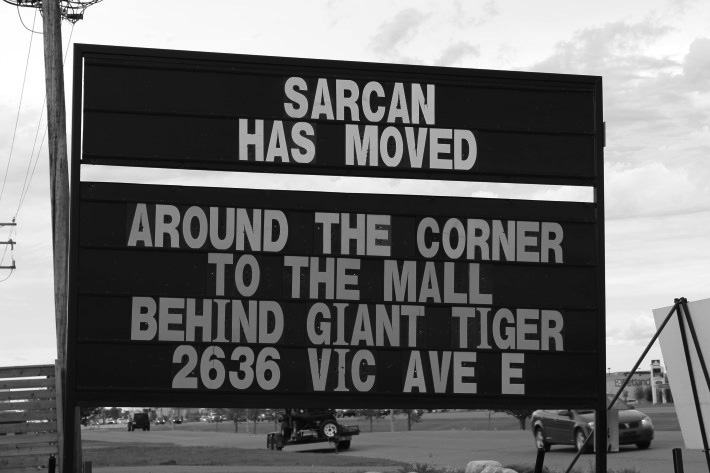 SARCAN
HAS MOVED
AROUND THE CORNER
TO THE MALL
BEHIND GIANT TIGER
2636 VIC AVE E